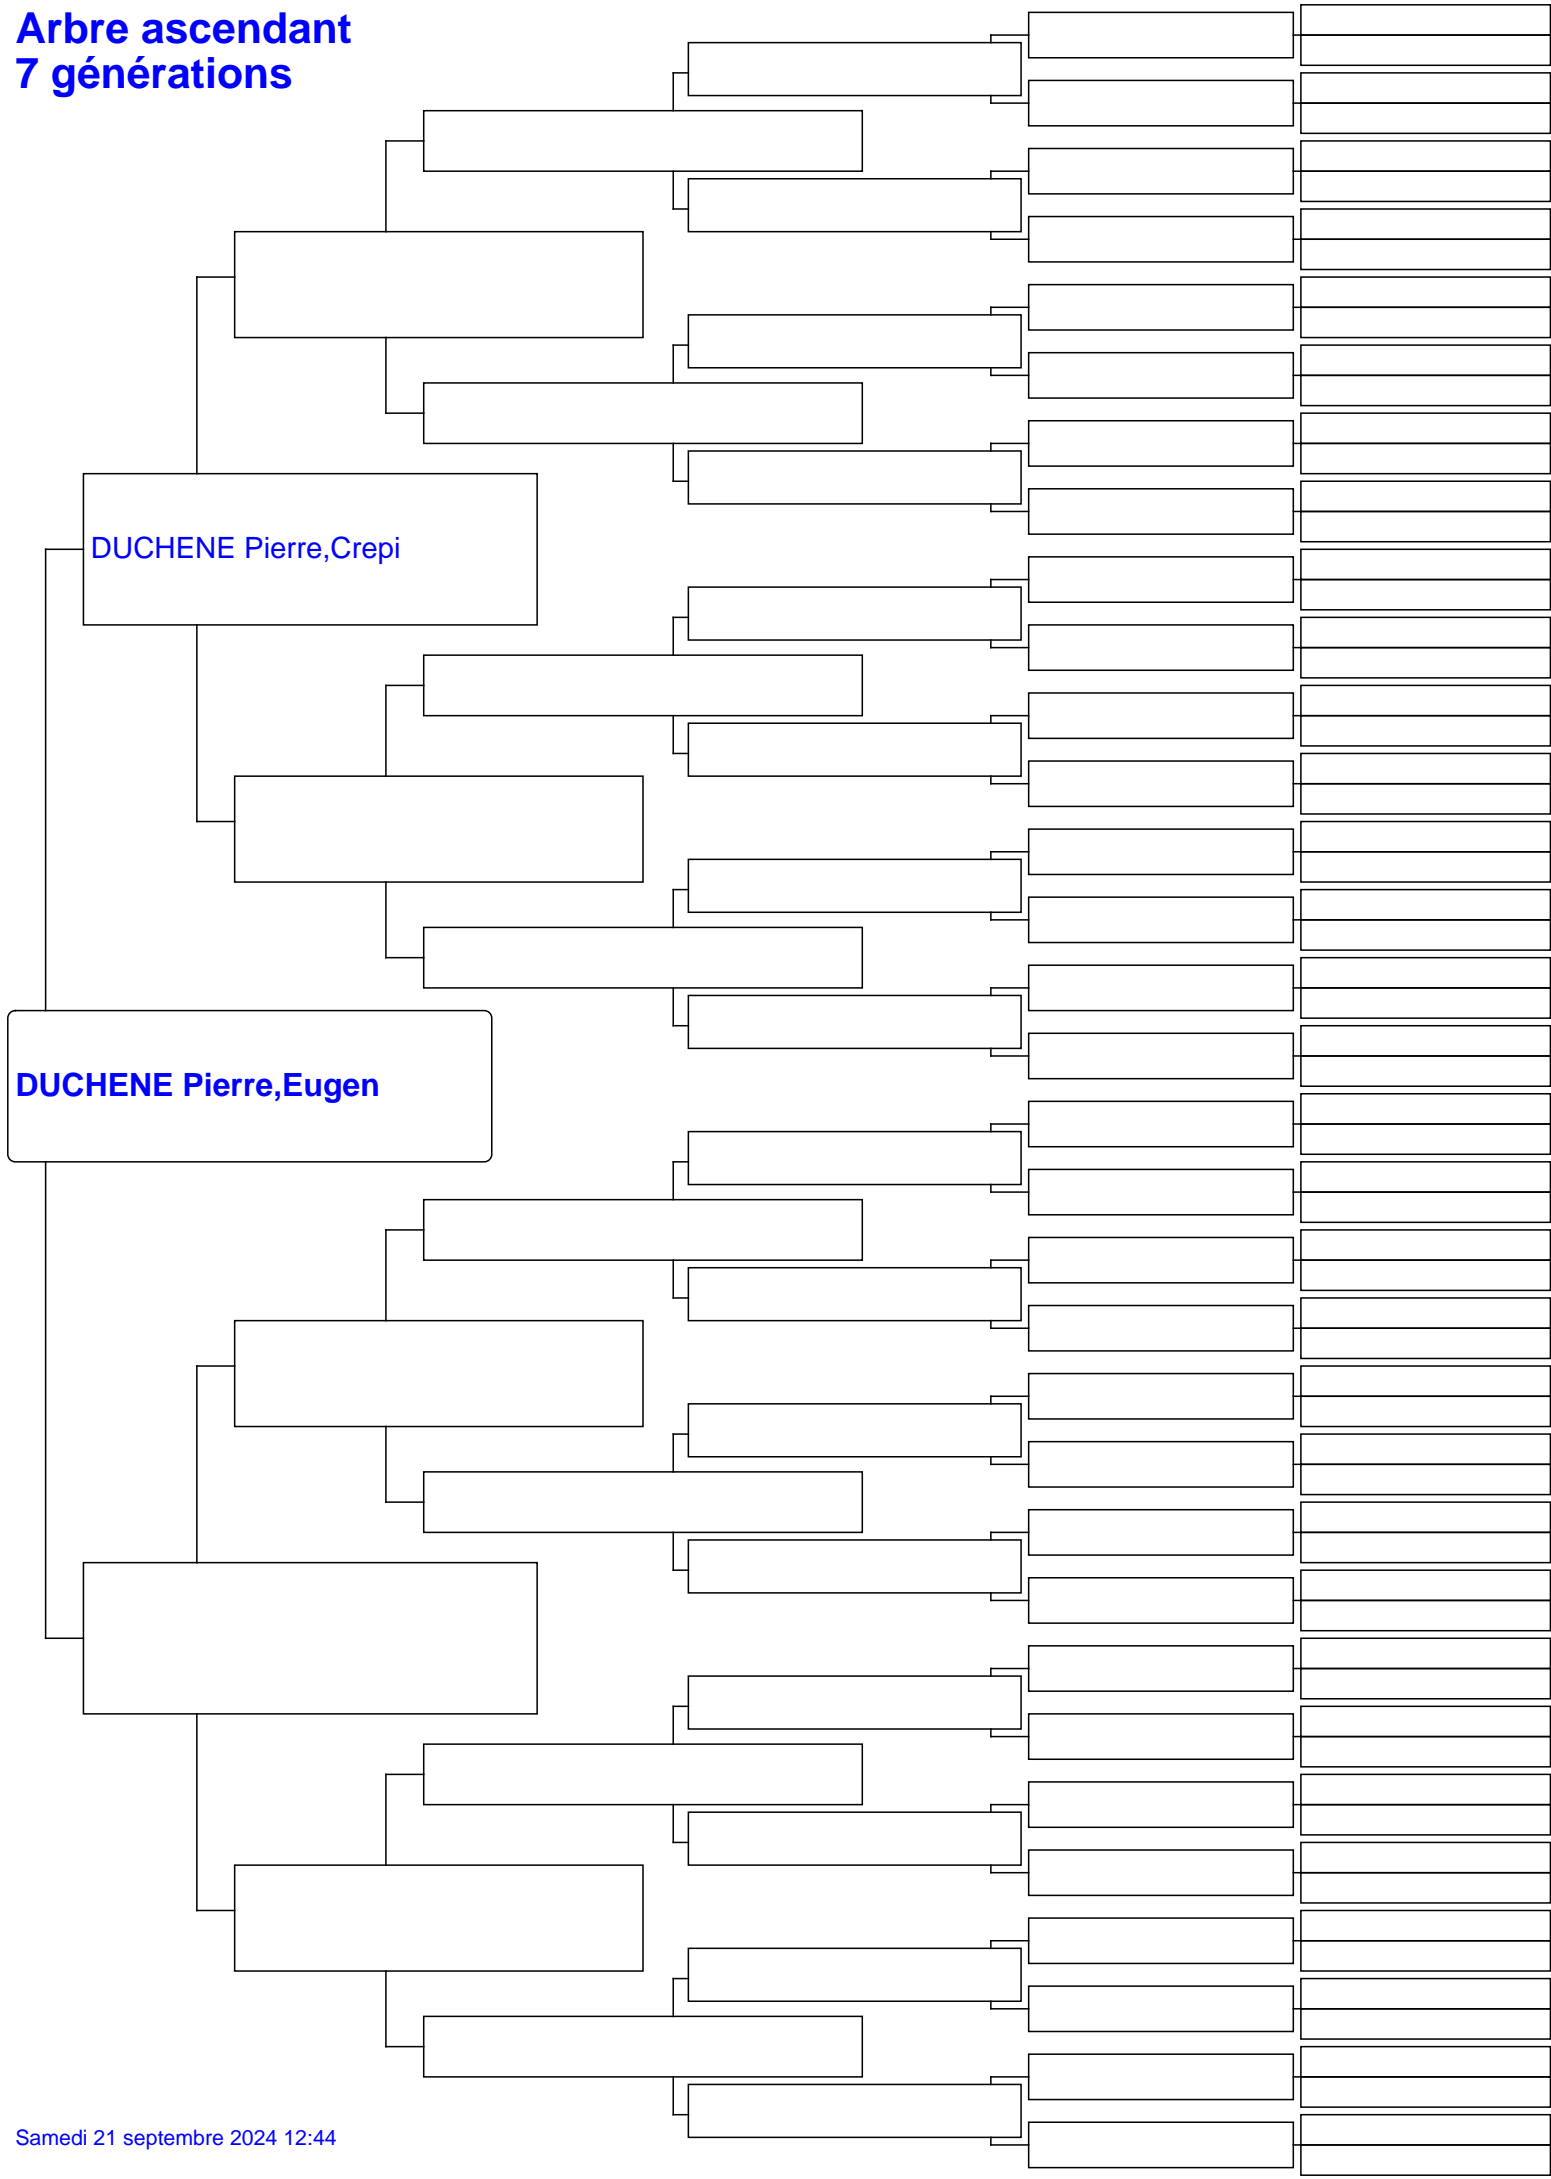 Arbre ascendant
7 générations
DUCHENE Pierre,Crepi
DUCHENE Pierre,Eugen
Samedi 21 septembre 2024 12:44